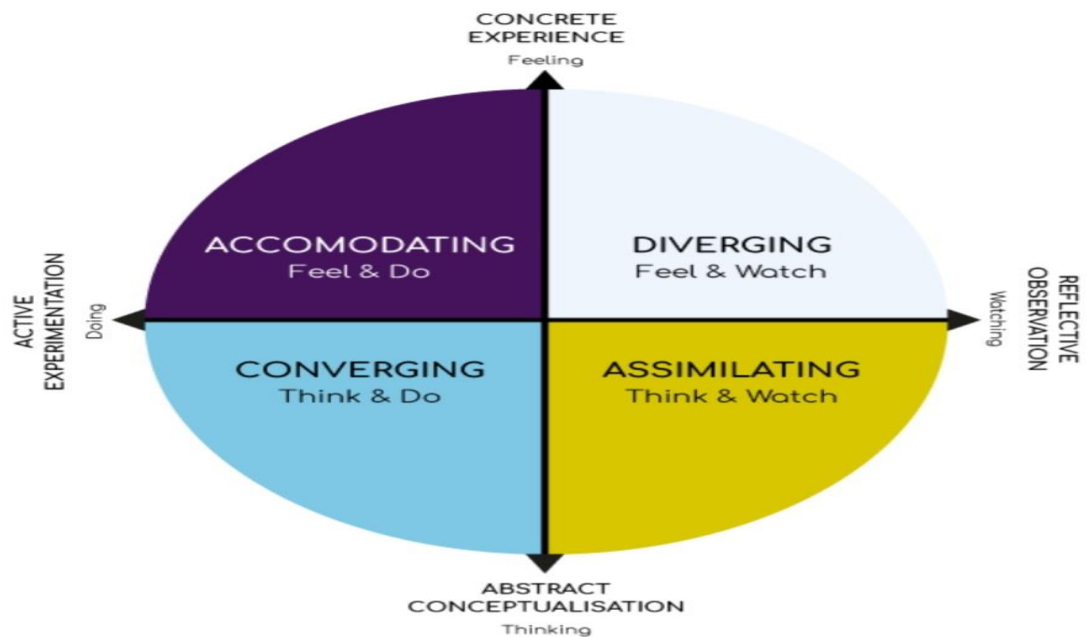 CONCRETE
EXPERIENCE
Feeling
ACCOMODATING
Feel & Do
DIVERGING
Feel & Watch
ACTIVE
EXPERIMENTATION
Doing
Watching
REFLECTIVE
OBSERVATION
CONVERGING
Think & Do
ASSIMILATING
Think & Watch
ABSTRACT
CONCEPTUALISATION
Thinking